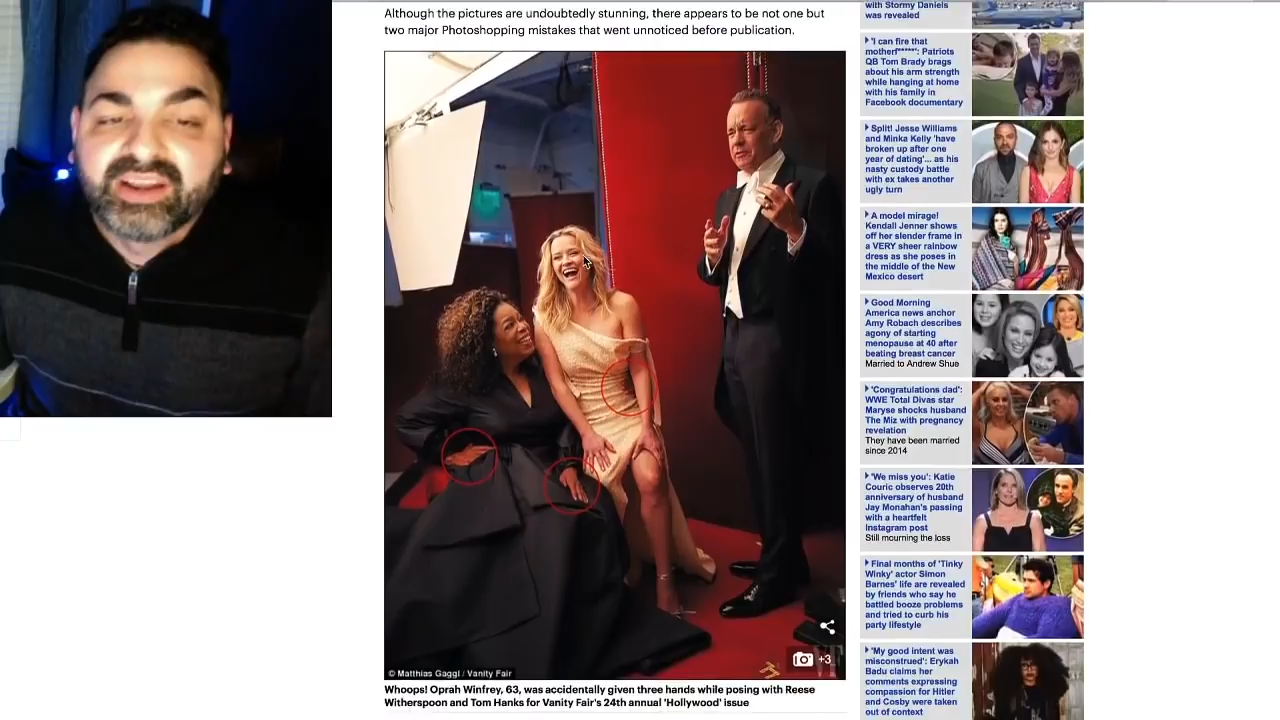 Although the pictures are undoubtedly stunning, there appears to be not one but
two major Photoshopping mistakes that went unnoticed before publication.
© Matthias Gaggl / Vanity Fair
+3
Whoops! Oprah Winfrey, 63, was accidentally given three hands while posing with Reese
Witherspoon and Tom Hanks for Vanity Fair's 24th annual 'Hollywood' issue
with Stormy Daniels
was revealed
'I can fire that
motherf*****': Patriots
QB Tom Brady brags
about his arm strength
while hanging at home
with his family in
Facebook documentary
Split! Jesse Williams
and Minka Kelly 'have
broken up after one
year of dating'... as his
nasty custody battle
with ex takes another
ugly turn
A model mirage!
Kendall Jenner shows
off her slender frame in
a VERY sheer rainbow
dress as she poses in
the middle of the New
Mexico desert
Good Morning
America news anchor
Amy Robach describes
agony of starting
menopause at 40 after
beating breast cancer
Married to Andrew Shue
'Congratulations dad':
WWE Total Divas star
Maryse shocks husband
The Miz with pregnancy
revelation
They have been married
since 2014
'We miss you': Katie
Couric observes 20th
anniversary of husband
Jay Monahan's passing
with a heartfelt
Instagram post
Still mourning the loss
Final months of 'Tinky
Winky' actor Simon
Barnes' life are revealed
by friends who say he
battled booze problems
and tried to curb his
party lifestyle
'My good intent was
misconstrued': Erykah
Badu claims her
comments expressing
compassion for Hitler
and Cosby were taken
out of context